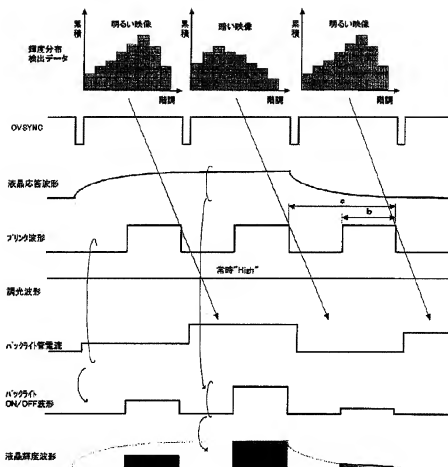 累積
明るい映像
累積
暗い映像
累積
明るい映像
輝度分布
検出データ
階調
階調
階調
OVSYNC
液晶応答波形
a
b
ブリンク波形
常時"High"
調光波形
バックライト管電流
バックライト
ON/OFF波形
液晶輝度波形